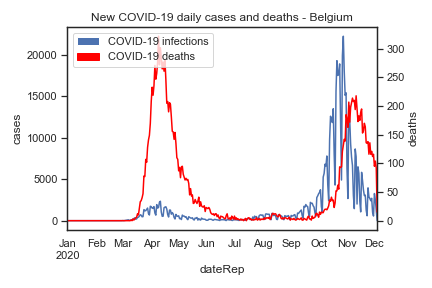 New COVID-19 daily cases and deaths - Belgium
COVID-19 infections
COVID-19 deaths
20000
15000
10000
5000
0
cases
300
250
200
150
100
50
0
deaths
Jan Feb Mar Apr May Jun Jul Aug Sep Oct Nov Dec
2020
dateRep